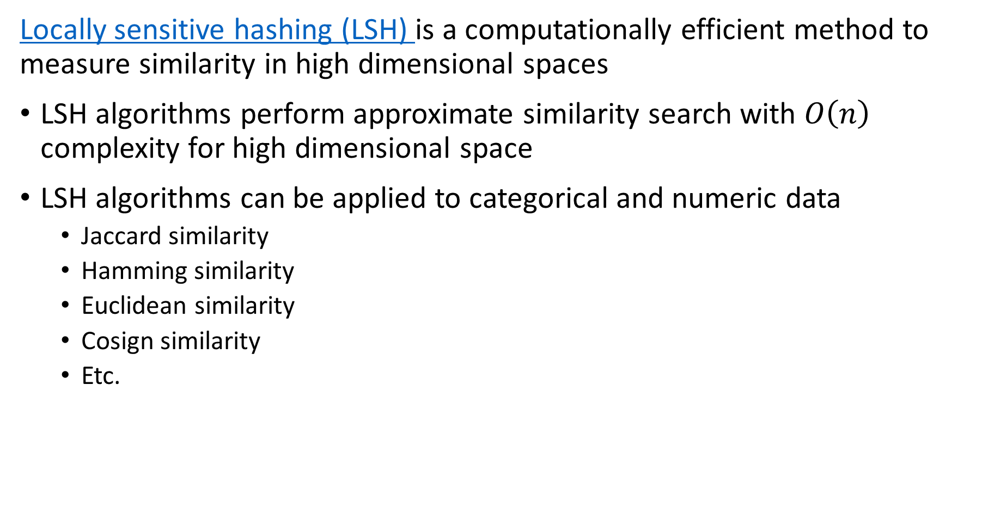 Locally sensitive hashing (LSH) is a computationally efficient method to
measure similarity in high dimensional spaces
• LSH algorithms perform approximate similarity search with O(n)
complexity for high dimensional space
• LSH algorithms can be applied to categorical and numeric data
• Jaccard similarity
• Hamming similarity
• Euclidean similarity
• Cosign similarity
• Etc.